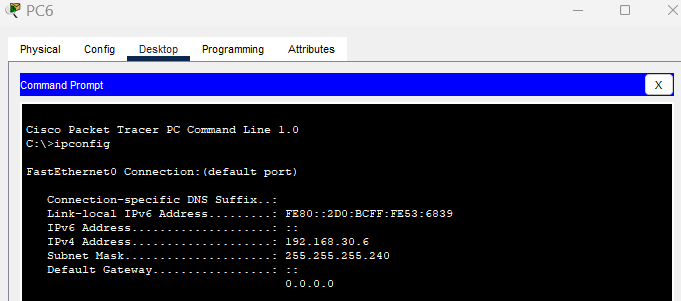 PC6
Physical Config Desktop Programming Attributes
Command Prompt X
Cisco Packet Tracer PC Command Line 1.0
C:\>ipconfig
FastEthernet0 Connection:(default port)
Connection-specific DNS Suffix..:
Link-local IPv6 Address.........: FE80::2D0:BCFF:FE53:6839
IPv6 Address....................: ::
IPv4 Address....................: 192.168.30.6
Subnet Mask.....................: 255.255.255.240
Default Gateway.................: ::
0.0.0.0